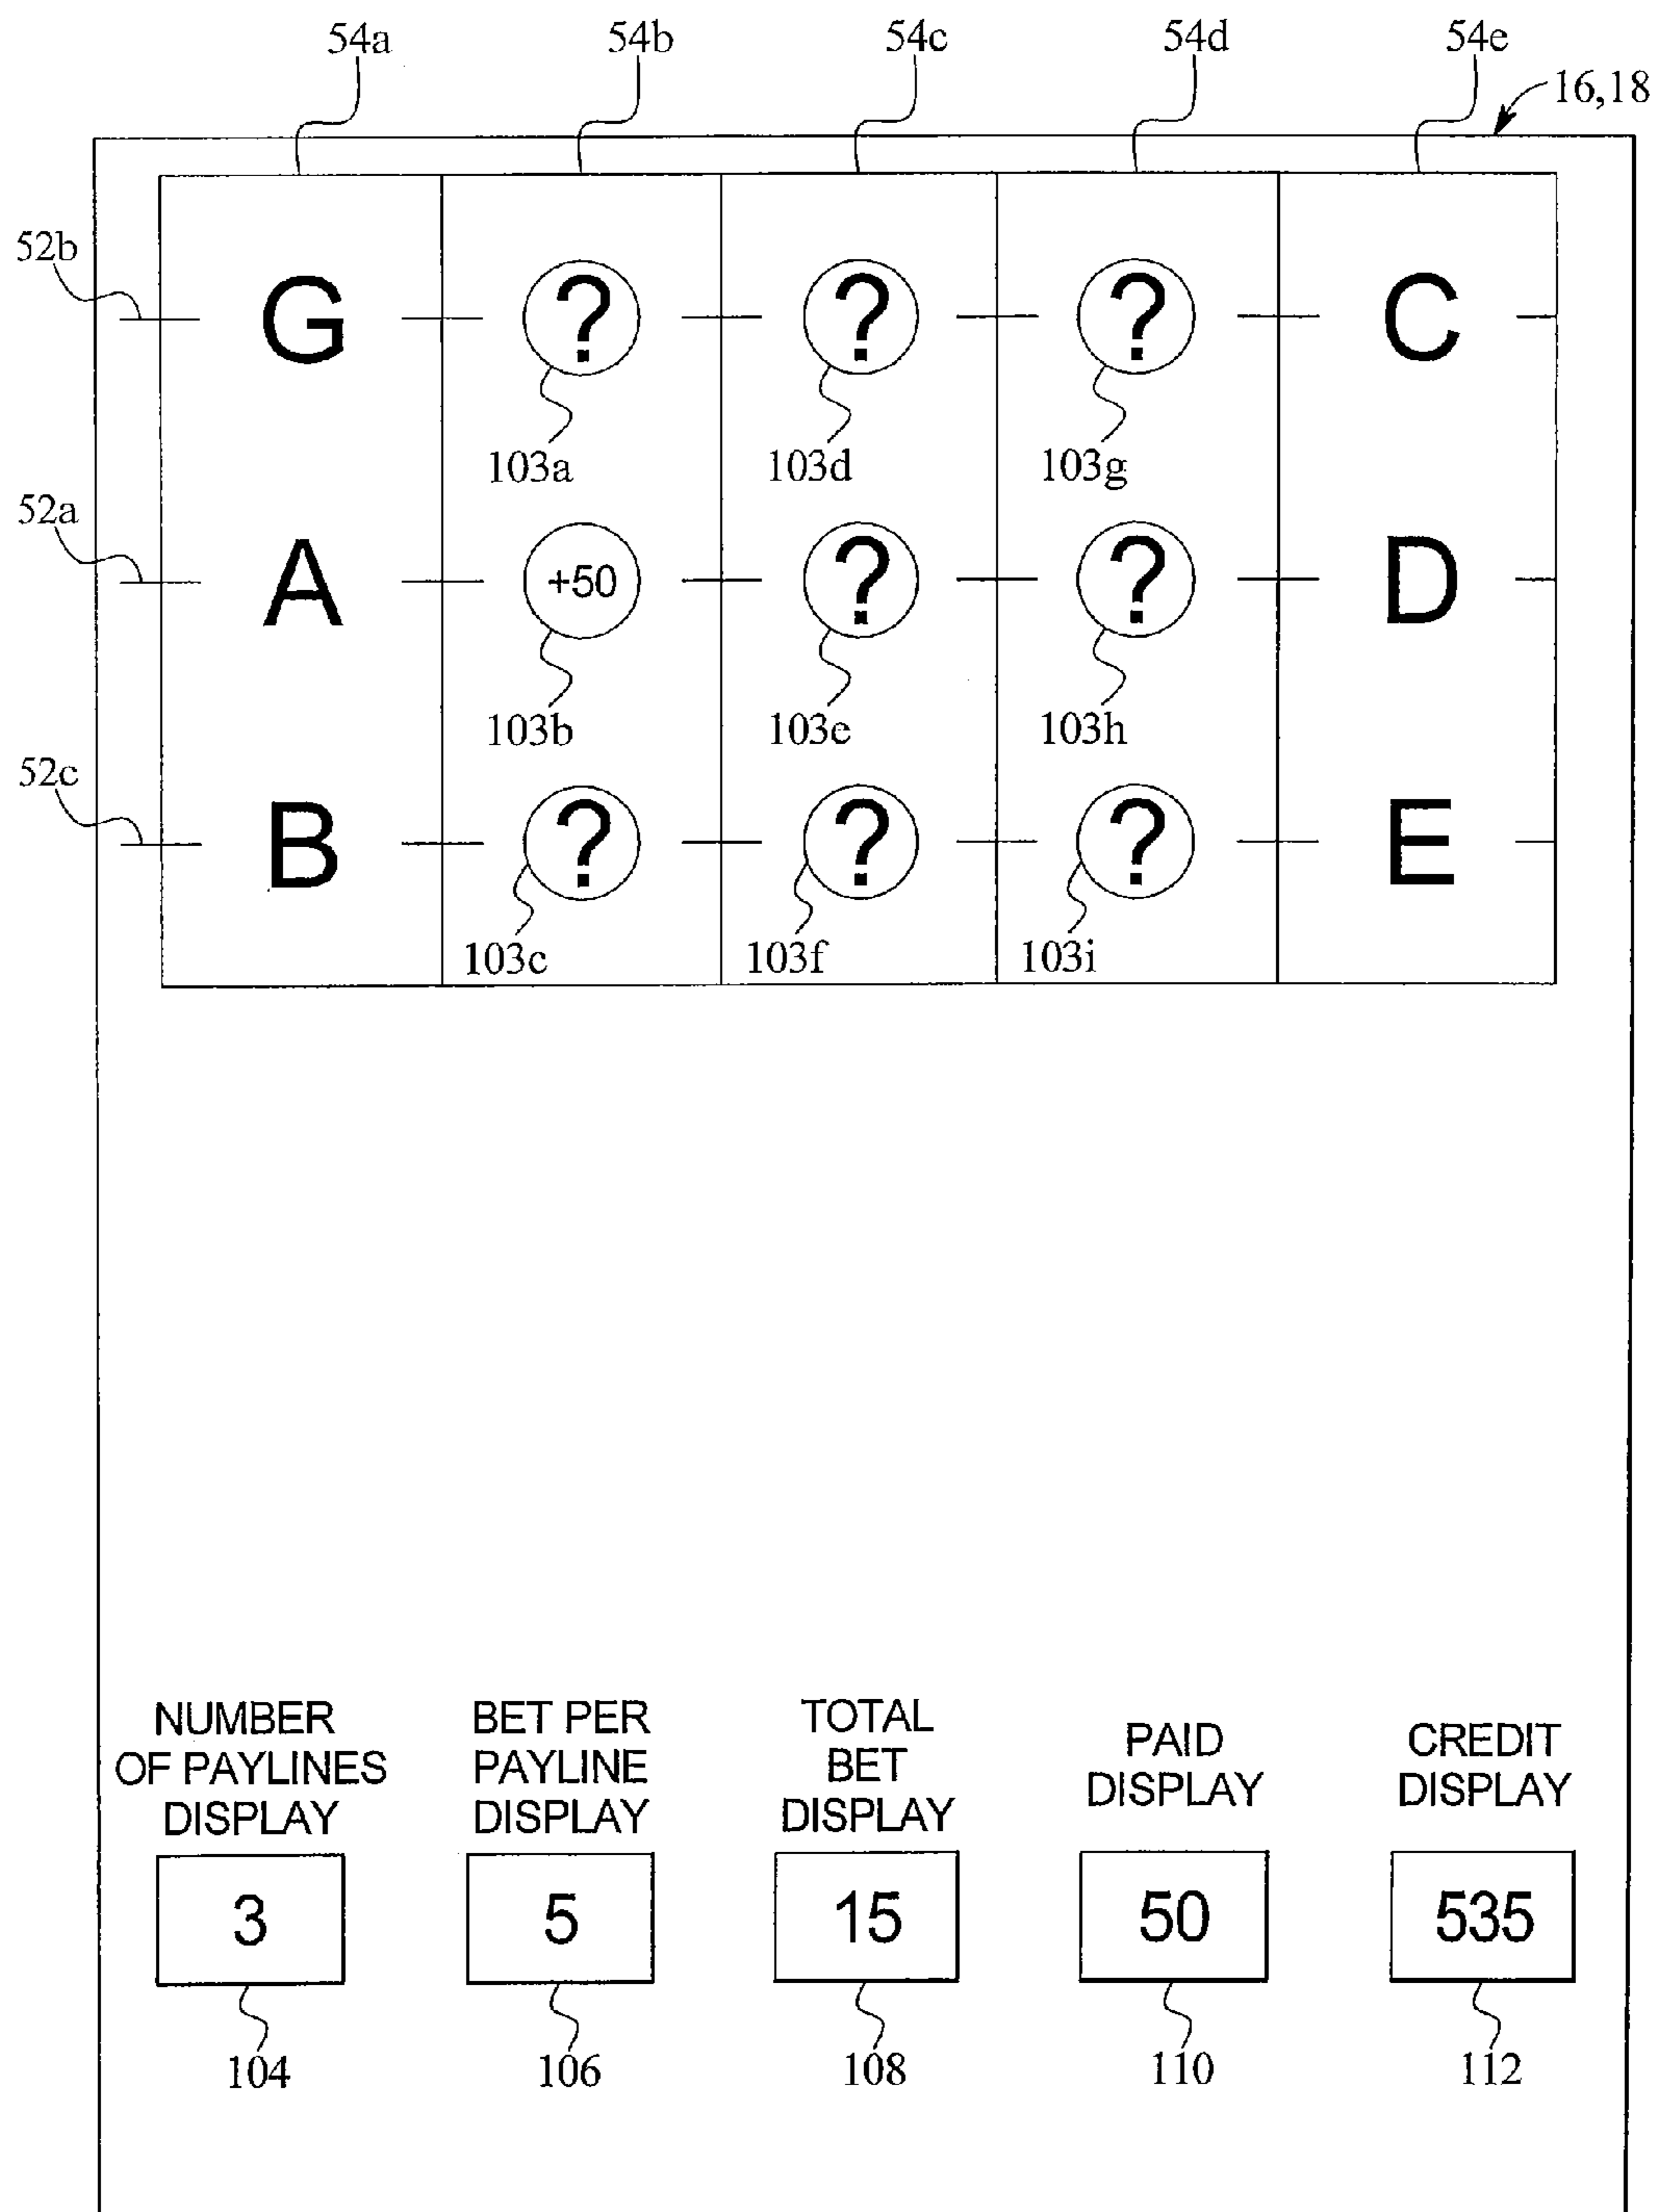 54a 54b 54c 54d 54e
16,18
52b
G ? ? ? C
103a 103d 103g
52a
A +50 ? ? D
103b 103e 103h
52c
B ? ? ? E
103c 103f 103i
NUMBER
OF PAYLINES
DISPLAY
3
104
BET PER
PAYLINE
DISPLAY
5
106
TOTAL
BET
DISPLAY
15
108
PAID
DISPLAY
50
110
CREDIT
DISPLAY
535
112